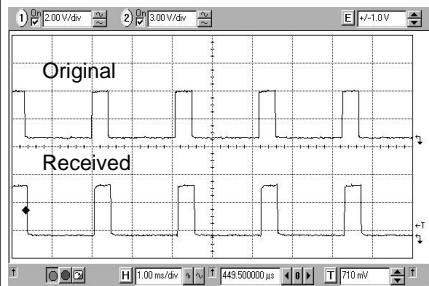 1 On 2.00 V/div 2 On 3.00 V/div E +/-1.0 V
Original
Received
T
H 1.00 ms/div 449.500000 µs 0 T 710 mV